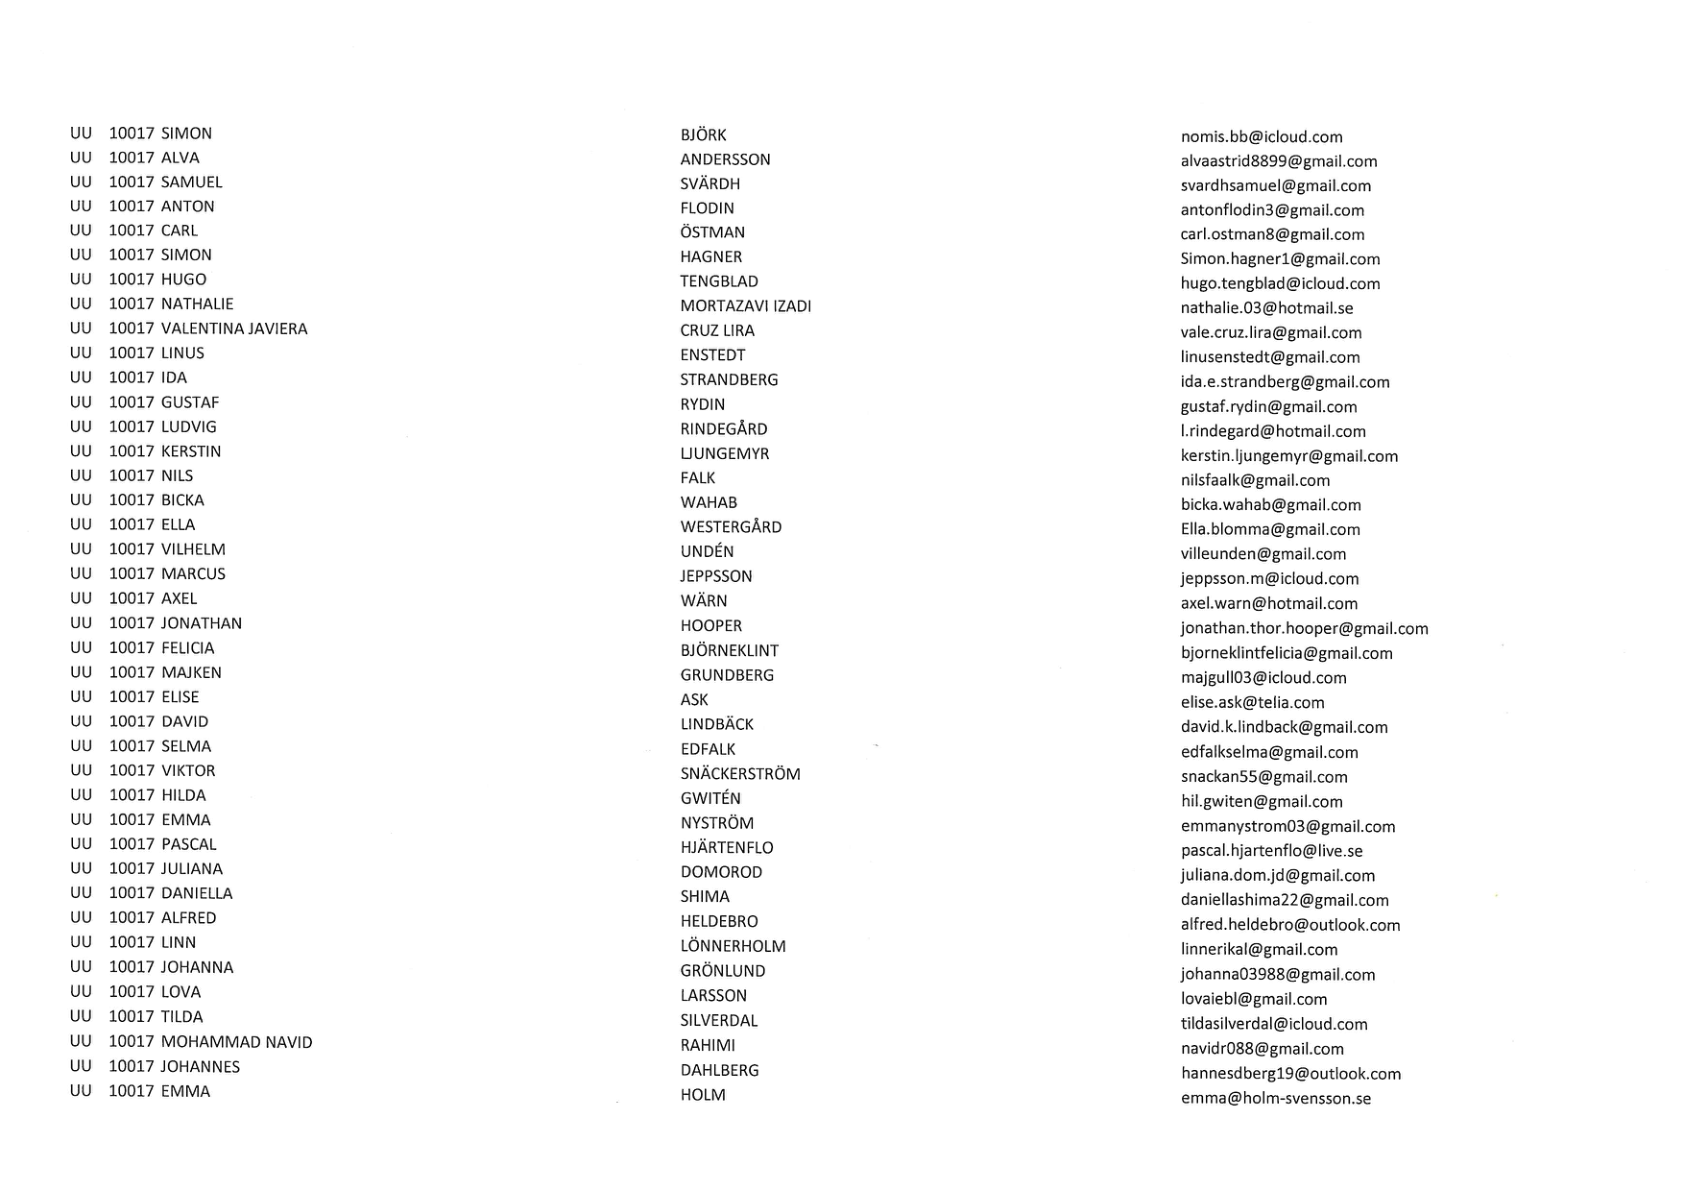 UU 10017 SIMON BJÖRK nomis.bb@icloud.com
UU 10017 ALVA ANDERSSON alvaastrid8899@gmail.com
UU 10017 SAMUEL SVÄRDH svardhsamuel@gmail.com
UU 10017 ANTON FLODIN antonflodin3@gmail.com
UU 10017 CARL ÖSTMAN carl.ostman8@gmail.com
UU 10017 SIMON HAGNER Simon.hagner1@gmail.com
UU 10017 HUGO TENGBLAD hugo.tengblad@icloud.com
UU 10017 NATHALIE MORTAZAVI IZADI nathalie.03@hotmail.se
UU 10017 VALENTINA JAVIERA CRUZ LIRA vale.cruz.lira@gmail.com
UU 10017 LINUS ENSTEDT linusenstedt@gmail.com
UU 10017 IDA STRANDBERG ida.e.strandberg@gmail.com
UU 10017 GUSTAF RYDIN gustaf.rydin@gmail.com
UU 10017 LUDVIG RINDEGÅRD l.rindegard@hotmail.com
UU 10017 KERSTIN LJUNGEMYR kerstin.ljungemyr@gmail.com
UU 10017 NILS FALK nilsfaalk@gmail.com
UU 10017 BICKA WAHAB bicka.wahab@gmail.com
UU 10017 ELLA WESTERGÅRD Ella.blomma@gmail.com
UU 10017 VILHELM UNDÉN villeunden@gmail.com
UU 10017 MARCUS JEPPSSON jeppsson.m@icloud.com
UU 10017 AXEL WÄRN axel.warn@hotmail.com
UU 10017 JONATHAN HOOPER jonathan.thor.hooper@gmail.com
UU 10017 FELICIA BJÖRNEKLINT bjorneklintfelicia@gmail.com
UU 10017 MAJKEN GRUNDBERG majgull03@icloud.com
UU 10017 ELISE ASK elise.ask@telia.com
UU 10017 DAVID LINDBÄCK david.k.lindback@gmail.com
UU 10017 SELMA EDFALK edfalkselma@gmail.com
UU 10017 VIKTOR SNÄCKERSTRÖM snackan55@gmail.com
UU 10017 HILDA GWITÉN hil.gwiten@gmail.com
UU 10017 EMMA NYSTRÖM emmanystrom03@gmail.com
UU 10017 PASCAL HJÄRTENFLO pascal.hjartenflo@live.se
UU 10017 JULIANA DOMOROD juliana.dom.jd@gmail.com
UU 10017 DANIELLA SHIMA daniellashima22@gmail.com
UU 10017 ALFRED HELDEBRO alfred.heldebro@outlook.com
UU 10017 LINN LÖNNERHOLM linnerikal@gmail.com
UU 10017 JOHANNA GRÖNLUND johanna03988@gmail.com
UU 10017 LOVA LARSSON lovaiebl@gmail.com
UU 10017 TILDA SILVERDAL tildasilverdal@icloud.com
UU 10017 MOHAMMAD NAVID RAHIMI navidr088@gmail.com
UU 10017 JOHANNES DAHLBERG hannesdberg19@outlook.com
UU 10017 EMMA HOLM emma@holm-svensson.se